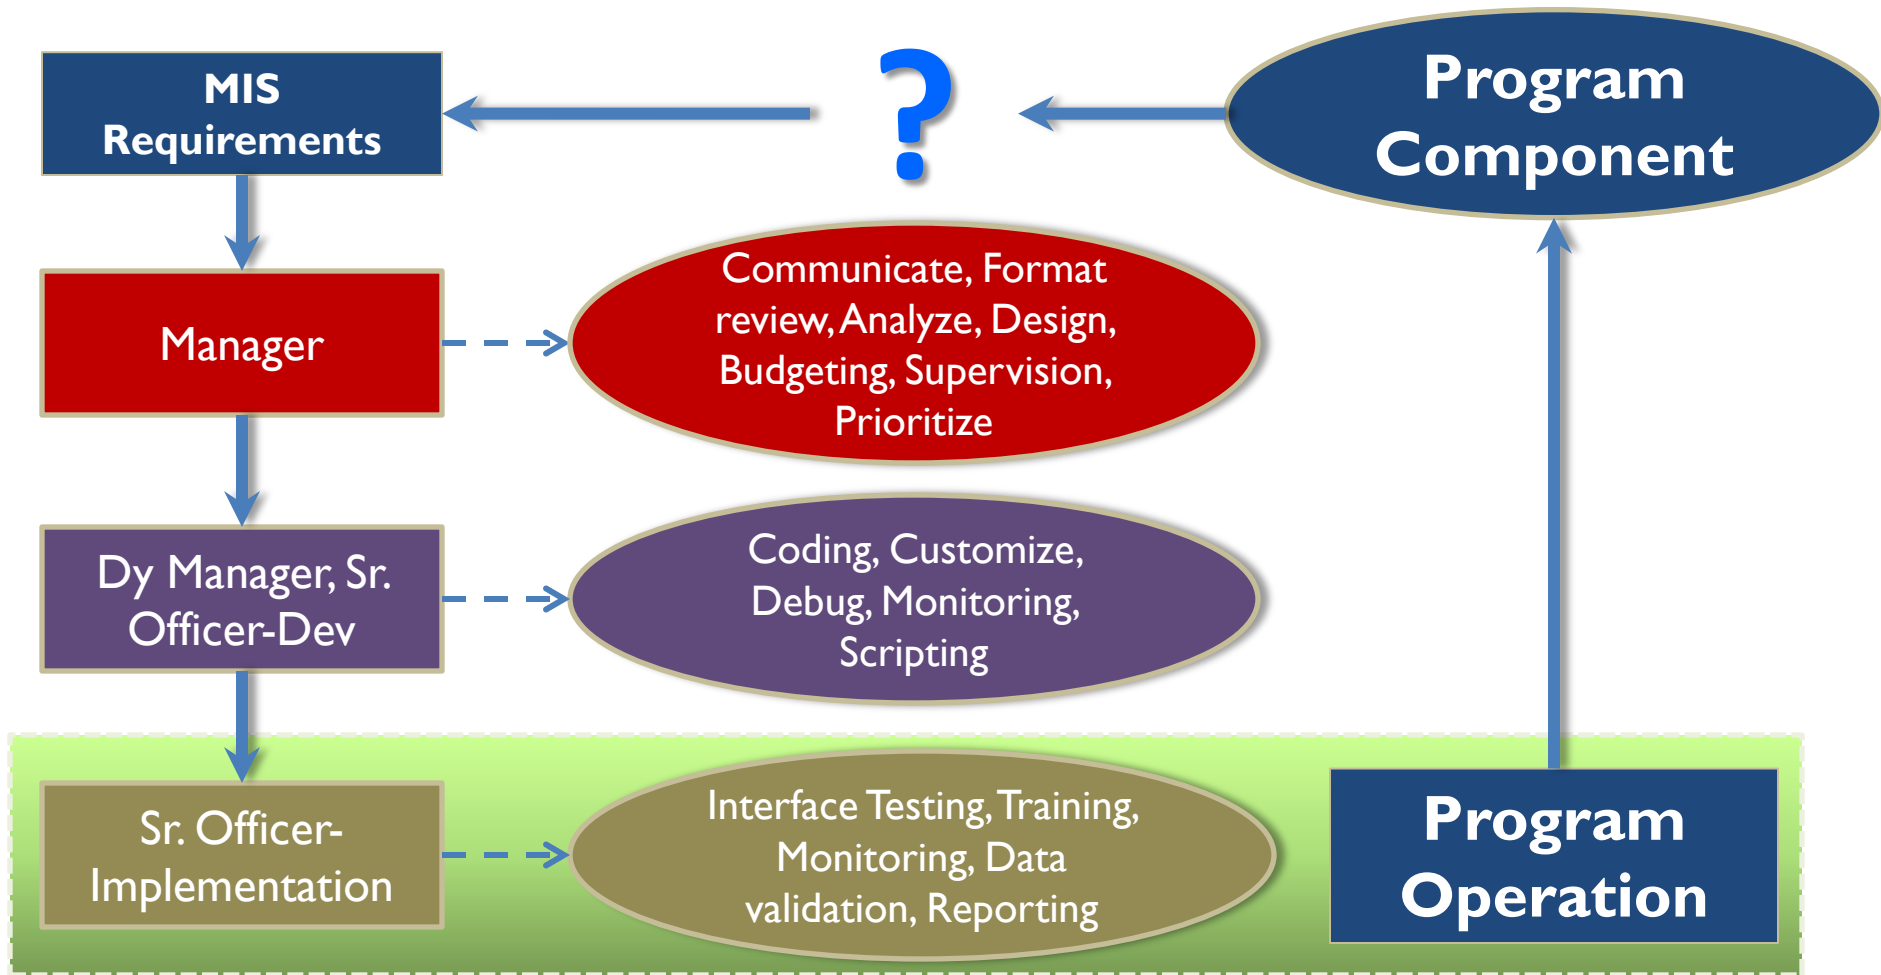 MIS
Requirements
?
Program
Component
Manager
Communicate, Format
review, Analyze, Design,
Budgeting, Supervision,
Prioritize
Dy Manager, Sr.
Officer-Dev
Coding, Customize,
Debug, Monitoring,
Scripting
Sr. Officer-
Implementation
Interface Testing, Training,
Monitoring, Data
validation, Reporting
Program
Operation